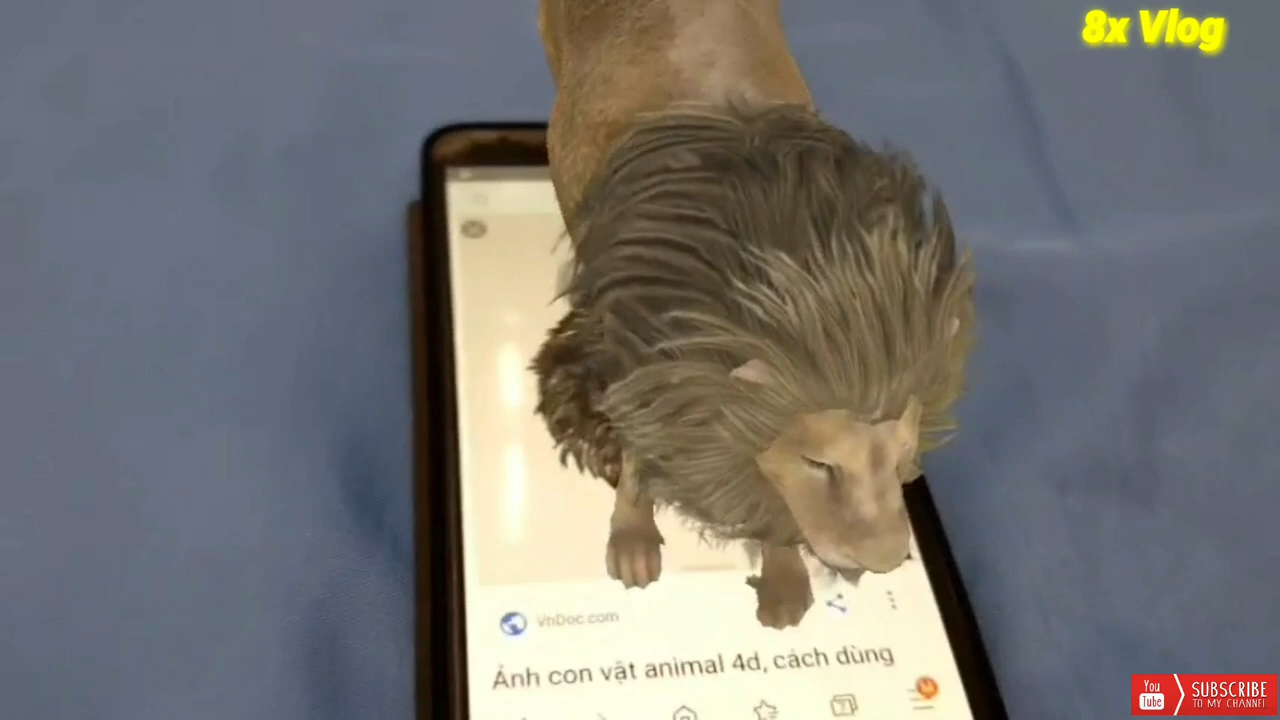 8x Vlog
VnDoc.com
Ảnh con vật animal 4d, cách dùng
You
Tube
SUBSCRIBE
TO MY CHANNEL